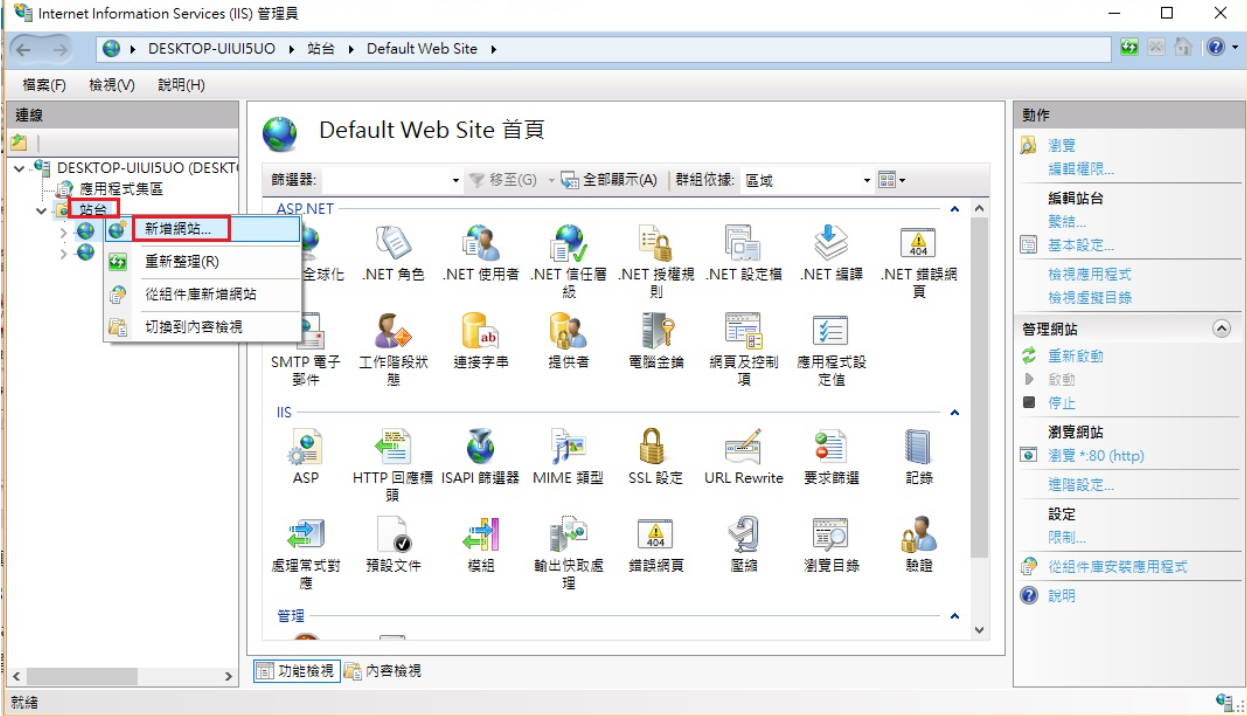 Internet Information Services (IIS) 管理員
DESKTOP-UIUI5UO 站台 Default Web Site
檔案(F) 檢視(V) 說明(H)
連線
DESKTOP-UIUI5UO (DESKT
應用程式集區
站台
新增網站...
重新整理(R)
從組件庫新增網站
切換到內容檢視
Default Web Site 首頁
篩選器: 移至(G) 全部顯示(A) 群組依據: 區域
ASP.NET
全球化 .NET 角色 .NET 使用者 .NET 信任層級 .NET 授權規則 .NET 設定檔 .NET 編譯 .NET 錯誤網頁
SMTP 電子郵件 工作階段狀態 連接字串 提供者 電腦金鑰 網頁及控制項 應用程式設定值
IIS
ASP HTTP 回應標頭 ISAPI 篩選器 MIME 類型 SSL 設定 URL Rewrite 要求篩選 記錄
處理常式對應 預設文件 模組 輸出快取處理 錯誤網頁 壓縮 瀏覽目錄 驗證
管理
功能檢視 內容檢視
動作
瀏覽
編輯權限...
編輯站台
繫結...
基本設定...
檢視應用程式
檢視虛擬目錄
管理網站
重新啟動
啟動
停止
瀏覽網站
瀏覽 *:80 (http)
進階設定...
設定
限制...
從組件庫安裝應用程式
說明
就緒